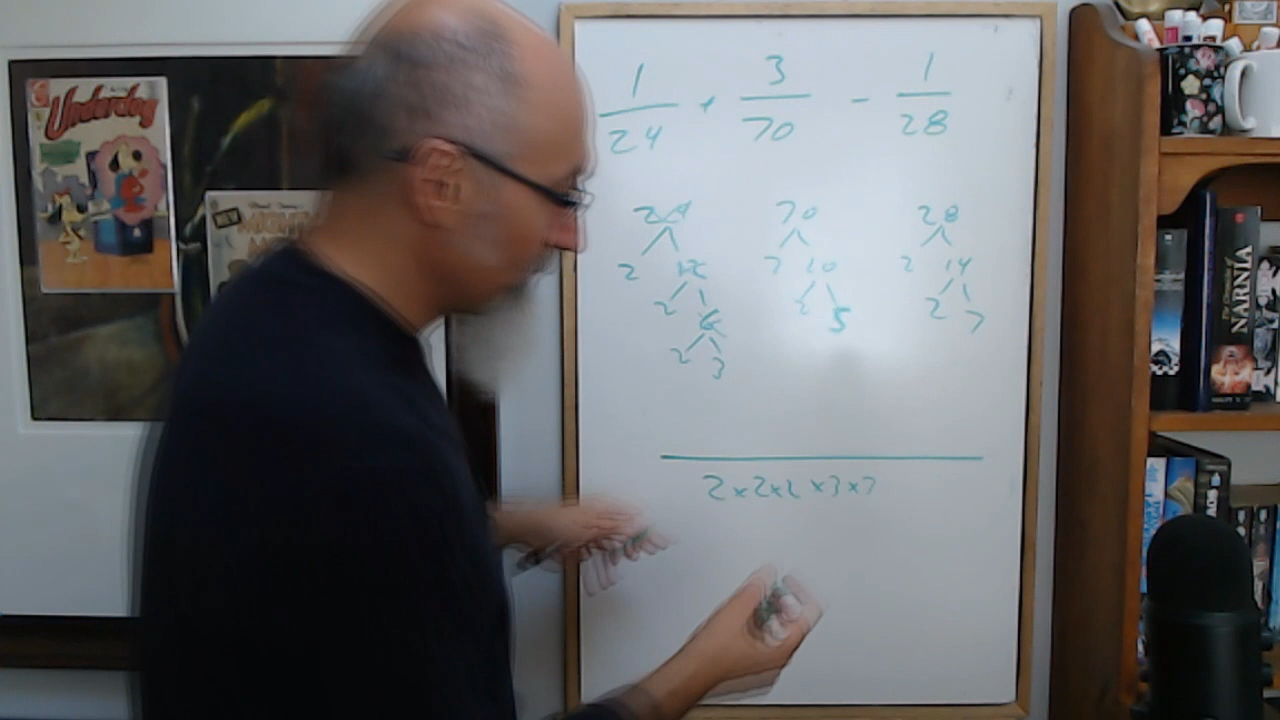 Underdog
NEW
1/24 + 3/70 - 1/28
24 70 28
2 12 7 10 2 14
2 6 2 5 2 7
2 3
2 x 2 x 2 x 3 x 7
NARNIA